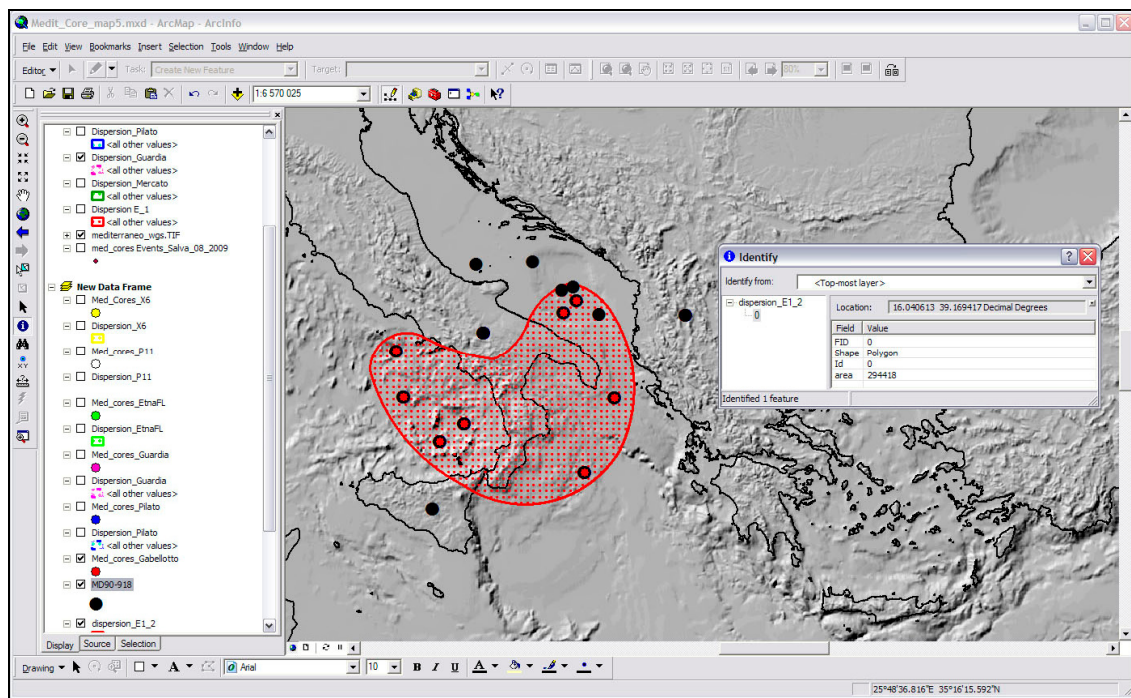 Medit_Core_map5.mxd - ArcMap - ArcInfo
File Edit View Bookmarks Insert Selection Tools Window Help
Editor Task: Create New Feature Target: 80%
1:6 570 025
Dispersion_Pilato
<all other values>
Dispersion_Guardia
<all other values>
Dispersion_Mercato
<all other values>
Dispersion E_1
<all other values>
mediterraneo_wgs.TIF
med_cores Events_Salva_08_2009
New Data Frame
Med_Cores_X6
Dispersion_X6
Med_cores_P11
Dispersion_P11
Med_cores_EtnaFL
Dispersion_EtnaFL
Med_cores_Guardia
Dispersion_Guardia
<all other values>
Med_cores_Pilato
Dispersion_Pilato
<all other values>
Med_cores_Gabellotto
MD90-918
dispersion_E1_2
Display Source Selection
Identify
Identify from: <Top-most layer>
dispersion_E1_2
0
Location: 16.040613 39.169417 Decimal Degrees
Field Value
FID 0
Shape Polygon
Id 0
area 294418
Identified 1 feature
Drawing A Arial 10 B I U A
25°48'36.816"E 35°16'15.592"N